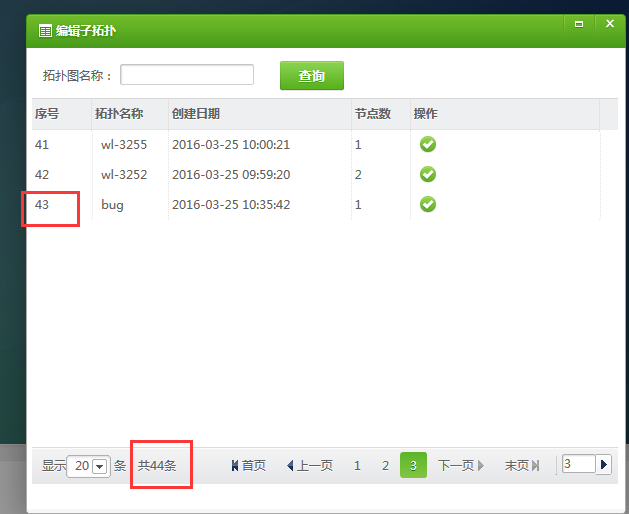 编辑子拓扑
拓扑图名称： 查询
序号 拓扑名称 创建日期 节点数 操作
41 wl-3255 2016-03-25 10:00:21 1
42 wl-3252 2016-03-25 09:59:20 2
43 bug 2016-03-25 10:35:42 1
显示 20 条 共44条 首页 上一页 1 2 3 下一页 末页 3